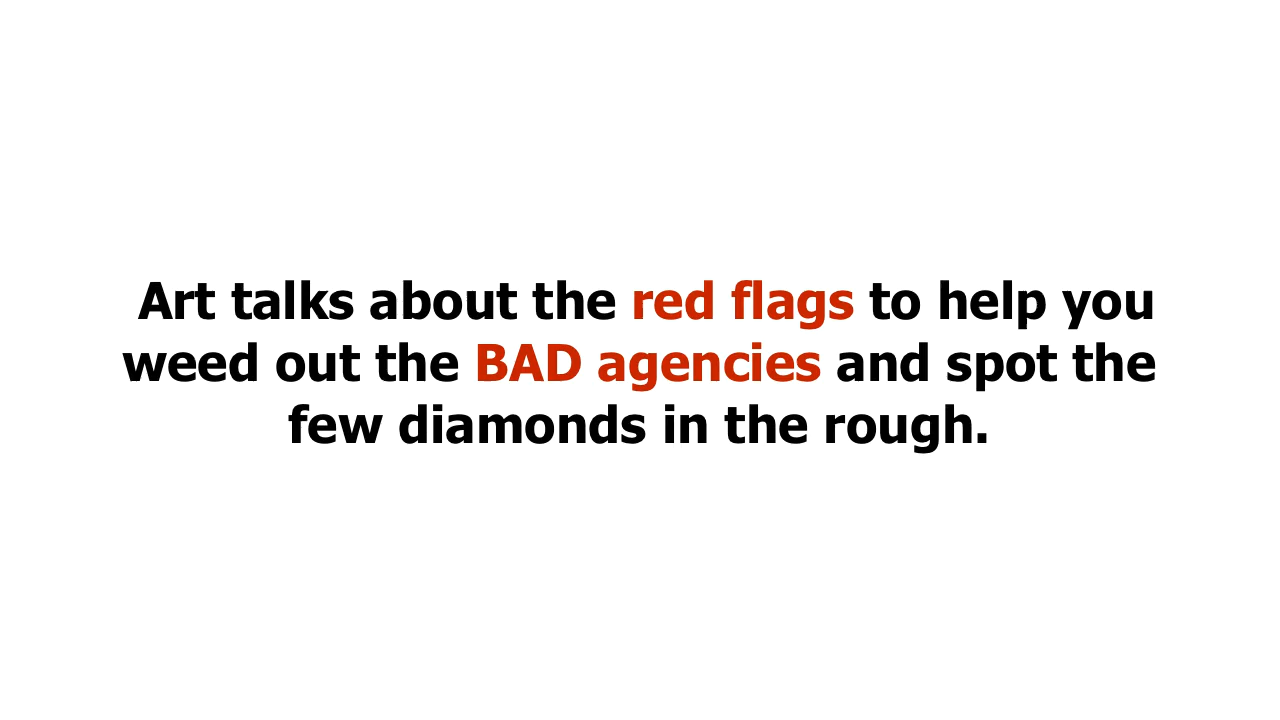 Art talks about the red flags to help you
weed out the BAD agencies and spot the
few diamonds in the rough.